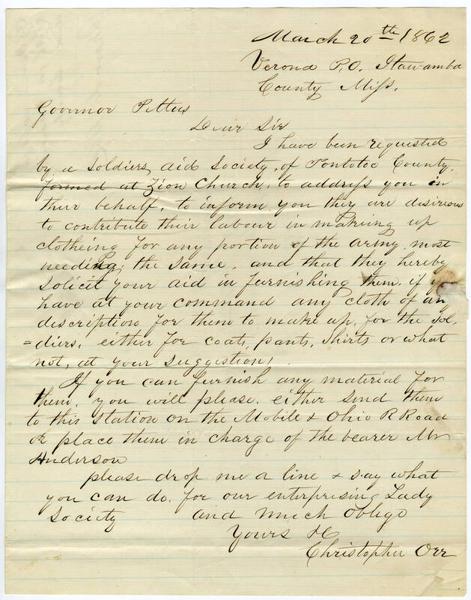 March 20th 1862
Verona P.O. Itawamba
County Miss.
Govornor Pettus
Dear Sir
I have been requested
by a soldiers aid Society, of Pontotoc County,
formed at Zion Church, to address you in
their behalf, to inform you they are desireous
to contribute their labour in makeing up
clotheing for any portion of the army most
needing the same, and that they hereby
solicit your aid in furnishing them, if you
have at your command any cloth of any
description for them to make up, for the Sol
=diers, either for coats, pants, shirts or what
not, at your suggestion!
If you can furnish any material for
them, you will please, either send them
to this station on the Mobile & Ohio R Road
or place them in charge of the bearer Mr
Anderson
please drop me a line & say what
you can do, for our enterprising Lady
Society and much oblige
Yours &c
Christopher Orr